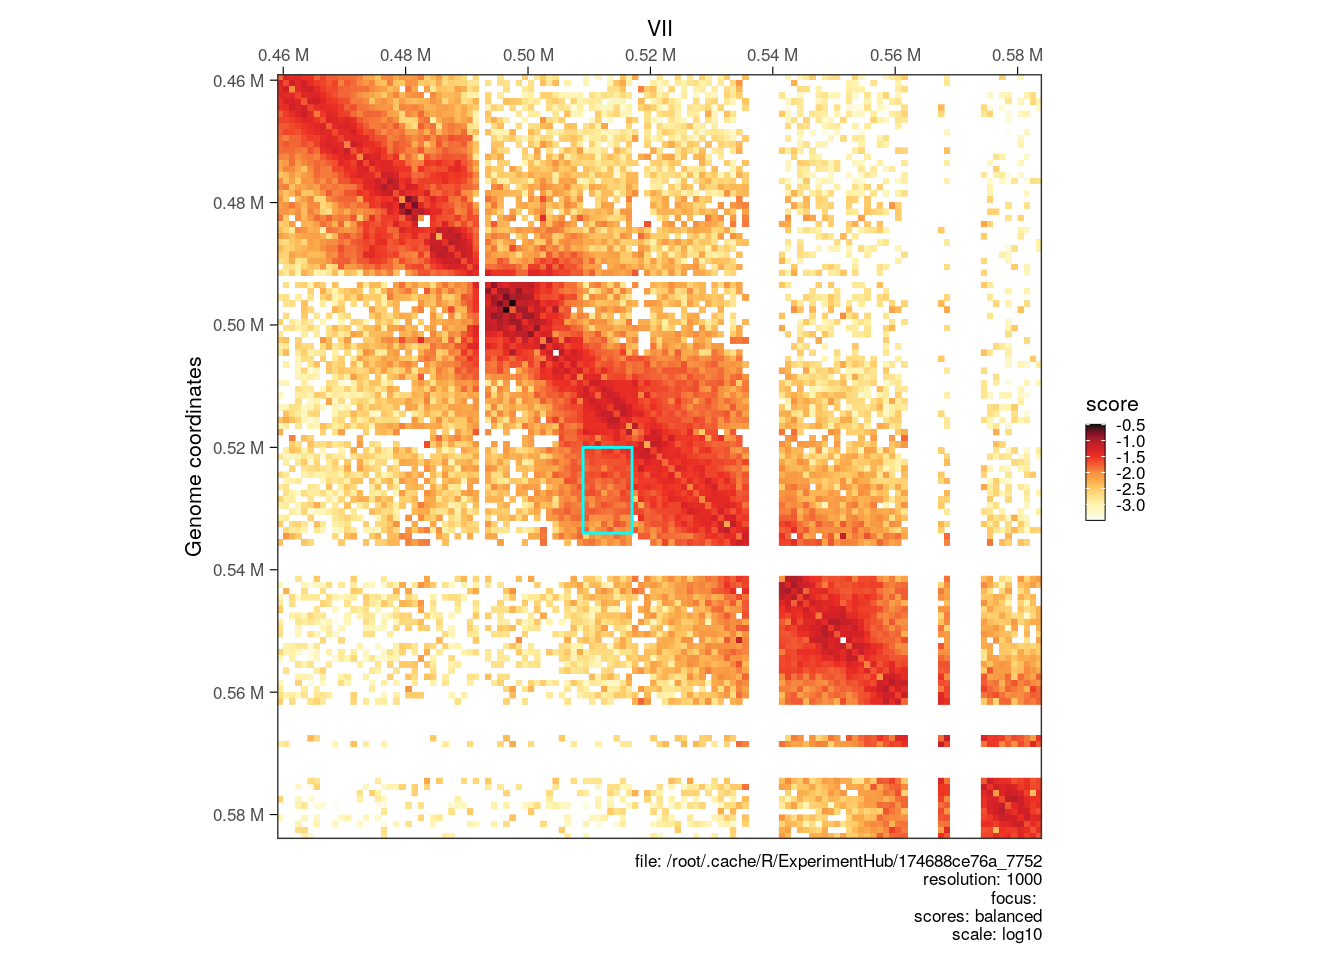 VII
0.46 M 0.48 M 0.50 M 0.52 M 0.54 M 0.56 M 0.58 M
0.46 M
0.48 M
0.50 M
0.52 M
0.54 M
0.56 M
0.58 M
Genome coordinates
score
-0.5
-1.0
-1.5
-2.0
-2.5
-3.0
file: /root/.cache/R/ExperimentHub/174688ce76a_7752
resolution: 1000
focus:
scores: balanced
scale: log10